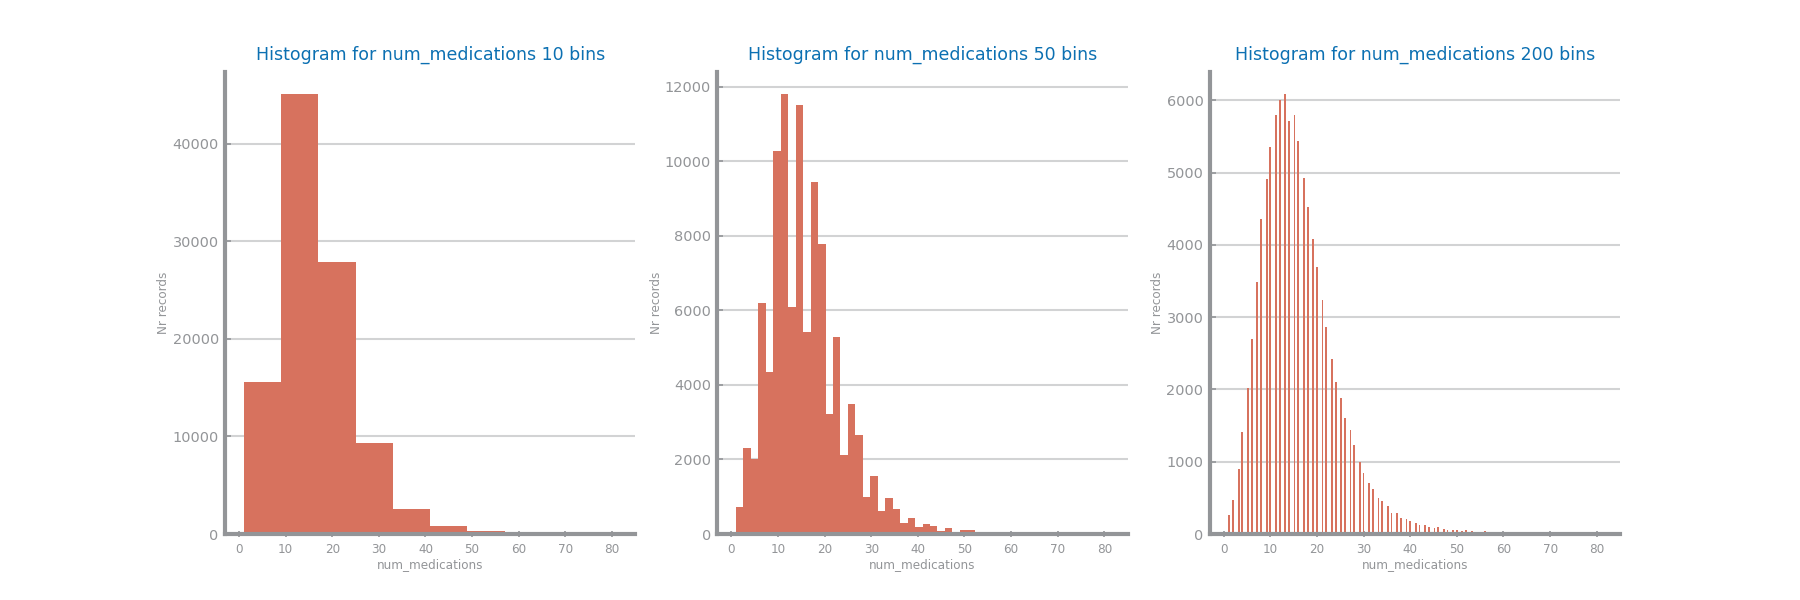 Histogram for num_medications 10 bins
40000
30000
20000
10000
0
Nr records
0 10 20 30 40 50 60 70 80
num_medications
Histogram for num_medications 50 bins
12000
10000
8000
6000
4000
2000
0
Nr records
0 10 20 30 40 50 60 70 80
num_medications
Histogram for num_medications 200 bins
6000
5000
4000
3000
2000
1000
0
Nr records
0 10 20 30 40 50 60 70 80
num_medications